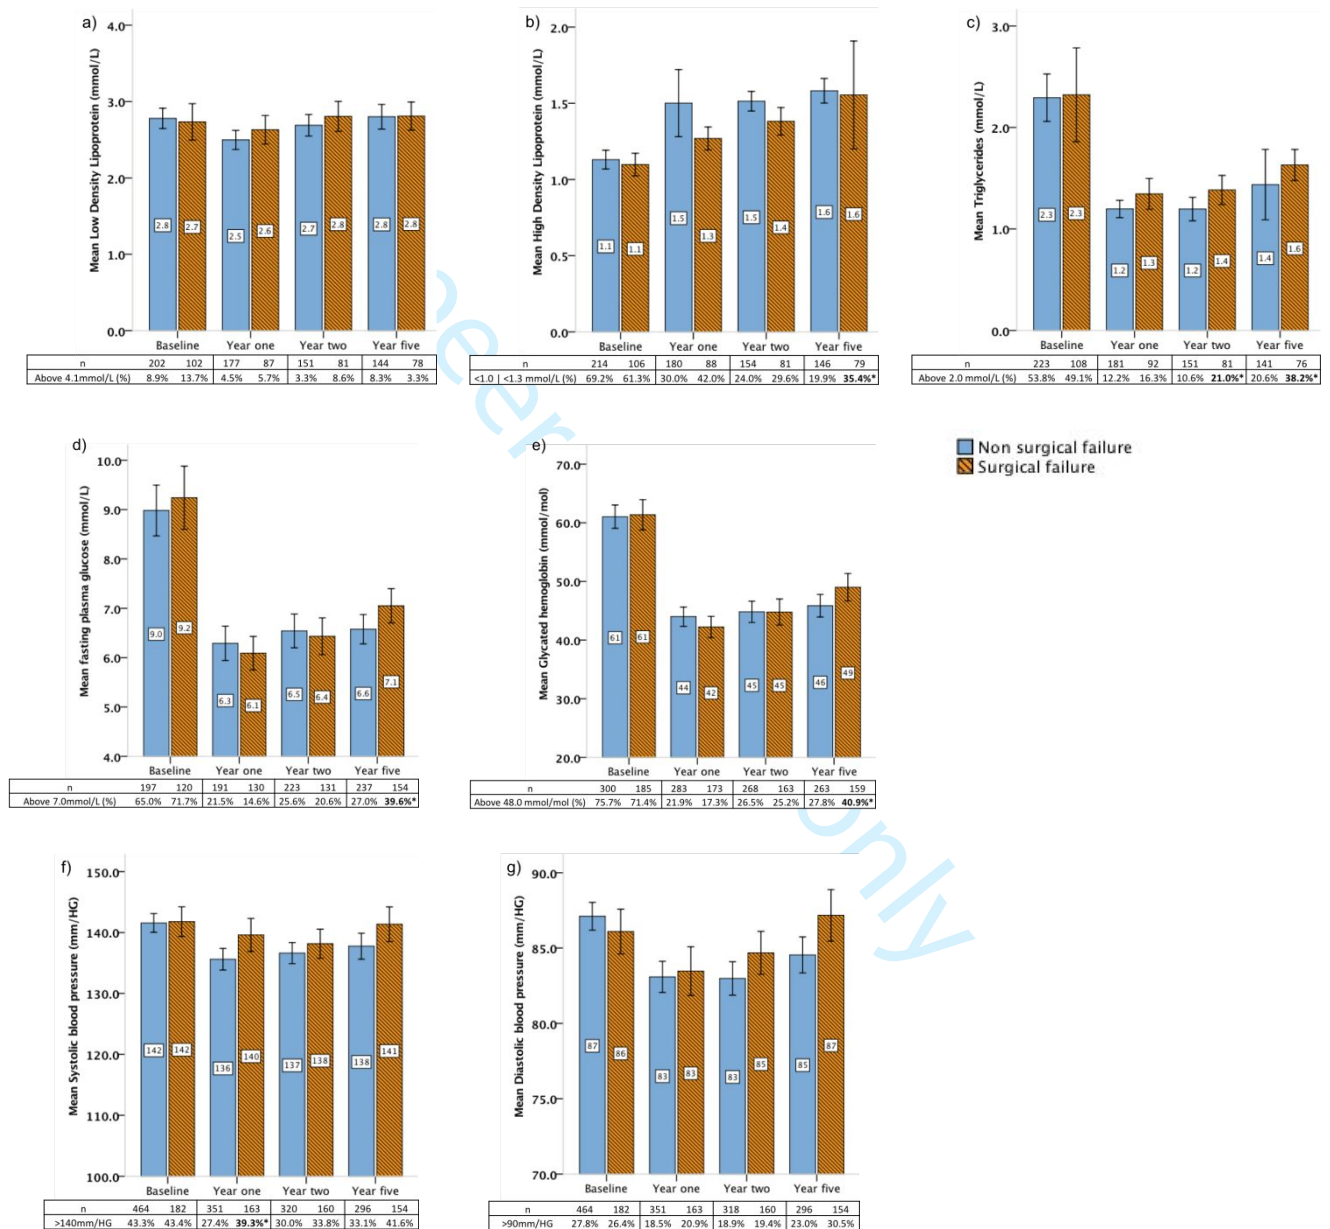 a)
Mean Low Density Lipoprotein (mmol/L)
4.0
3.0
2.0
1.0
0.0
2.8 2.7 2.5 2.6 2.7 2.8 2.8 2.8
Baseline Year one Year two Year five
n 202 102 177 87 151 81 144 78
Above 4.1mmol/L (%) 8.9% 13.7% 4.5% 5.7% 3.3% 8.6% 8.3% 3.3%
b)
Mean High Density Lipoprotein (mmol/L)
2.0
1.5
1.0
0.5
0.0
1.1 1.1 1.5 1.3 1.5 1.4 1.6 1.6
Baseline Year one Year two Year five
n 214 106 180 88 154 81 146 79
<1.0 | <1.3 mmol/L (%) 69.2% 61.3% 30.0% 42.0% 24.0% 29.6% 19.9% 35.4%*
c)
Mean Triglycerides (mmol/L)
3.0
2.0
1.0
0.0
2.3 2.3 1.2 1.3 1.2 1.4 1.4 1.6
Baseline Year one Year two Year five
n 223 108 181 92 151 81 141 76
Above 2.0 mmol/L (%) 53.8% 49.1% 12.2% 16.3% 10.6% 21.0%* 20.6% 38.2%*
d)
Mean fasting plasma glucose (mmol/L)
10.0
9.0
8.0
7.0
6.0
5.0
4.0
9.0 9.2 6.3 6.1 6.5 6.4 6.6 7.1
Baseline Year one Year two Year five
n 197 120 191 130 223 131 237 154
Above 7.0mmol/L (%) 65.0% 71.7% 21.5% 14.6% 25.6% 20.6% 27.0% 39.6%*
e)
Mean Glycated hemoglobin (mmol/mol)
70.0
60.0
50.0
40.0
30.0
20.0
61 61 44 42 45 45 46 49
Baseline Year one Year two Year five
n 300 185 283 173 268 163 263 159
Above 48.0 mmol/mol (%) 75.7% 71.4% 21.9% 17.3% 26.5% 25.2% 27.8% 40.9%*
Non surgical failure
Surgical failure
f)
Mean Systolic blood pressure (mm/HG)
150.0
140.0
130.0
120.0
110.0
100.0
142 142 136 140 137 138 138 141
Baseline Year one Year two Year five
n 464 182 351 163 320 160 296 154
>140mm/HG 43.3% 43.4% 27.4% 39.3%* 30.0% 33.8% 33.1% 41.6%
g)
Mean Diastolic blood pressure (mm/HG)
90.0
85.0
80.0
75.0
70.0
87 86 83 83 83 85 85 87
Baseline Year one Year two Year five
n 464 182 351 163 318 160 296 154
>90mm/HG 27.8% 26.4% 18.5% 20.9% 18.9% 19.4% 23.0% 30.5%
only